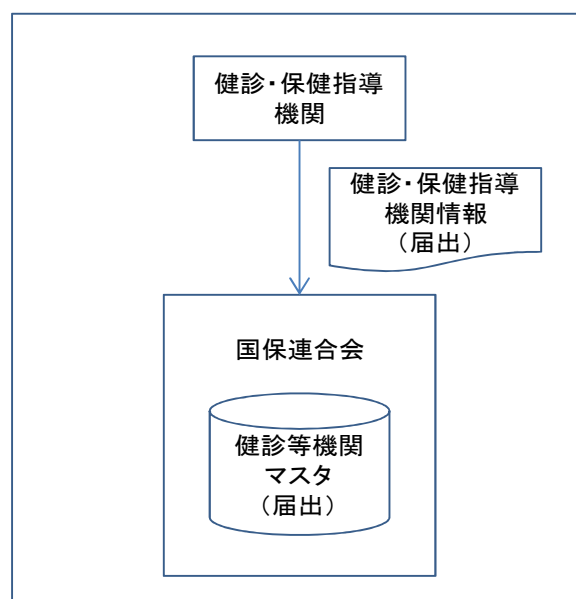 健診・保健指導
機関
健診・保健指導
機関情報
（届出）
国保連合会
健診等機関
マスタ
（届出）